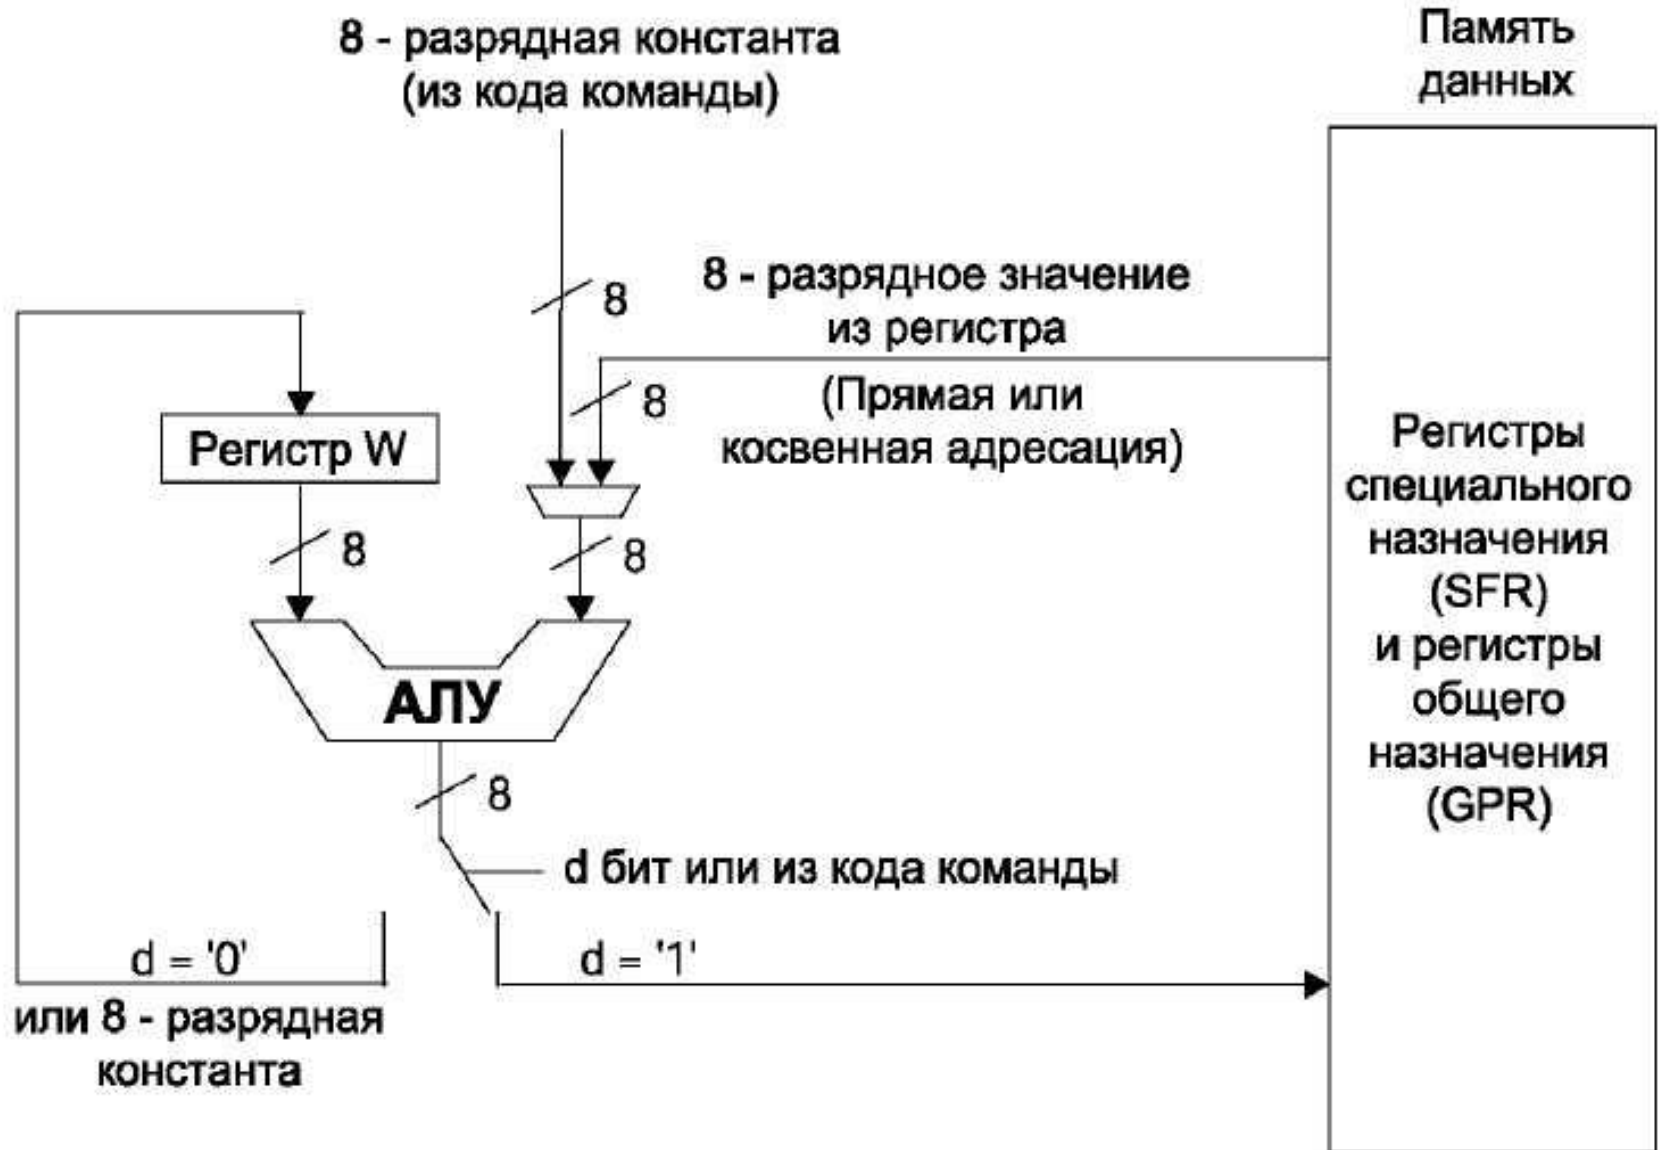 8 - разрядная константа
(из кода команды)
Память
данных
8
8 - разрядное значение
из регистра
8
(Прямая или
косвенная адресация)
Регистр W
8
8
АЛУ
8
d бит или из кода команды
d = '0'
или 8 - разрядная
константа
d = '1'
Регистры
специального
назначения
(SFR)
и регистры
общего
назначения
(GPR)